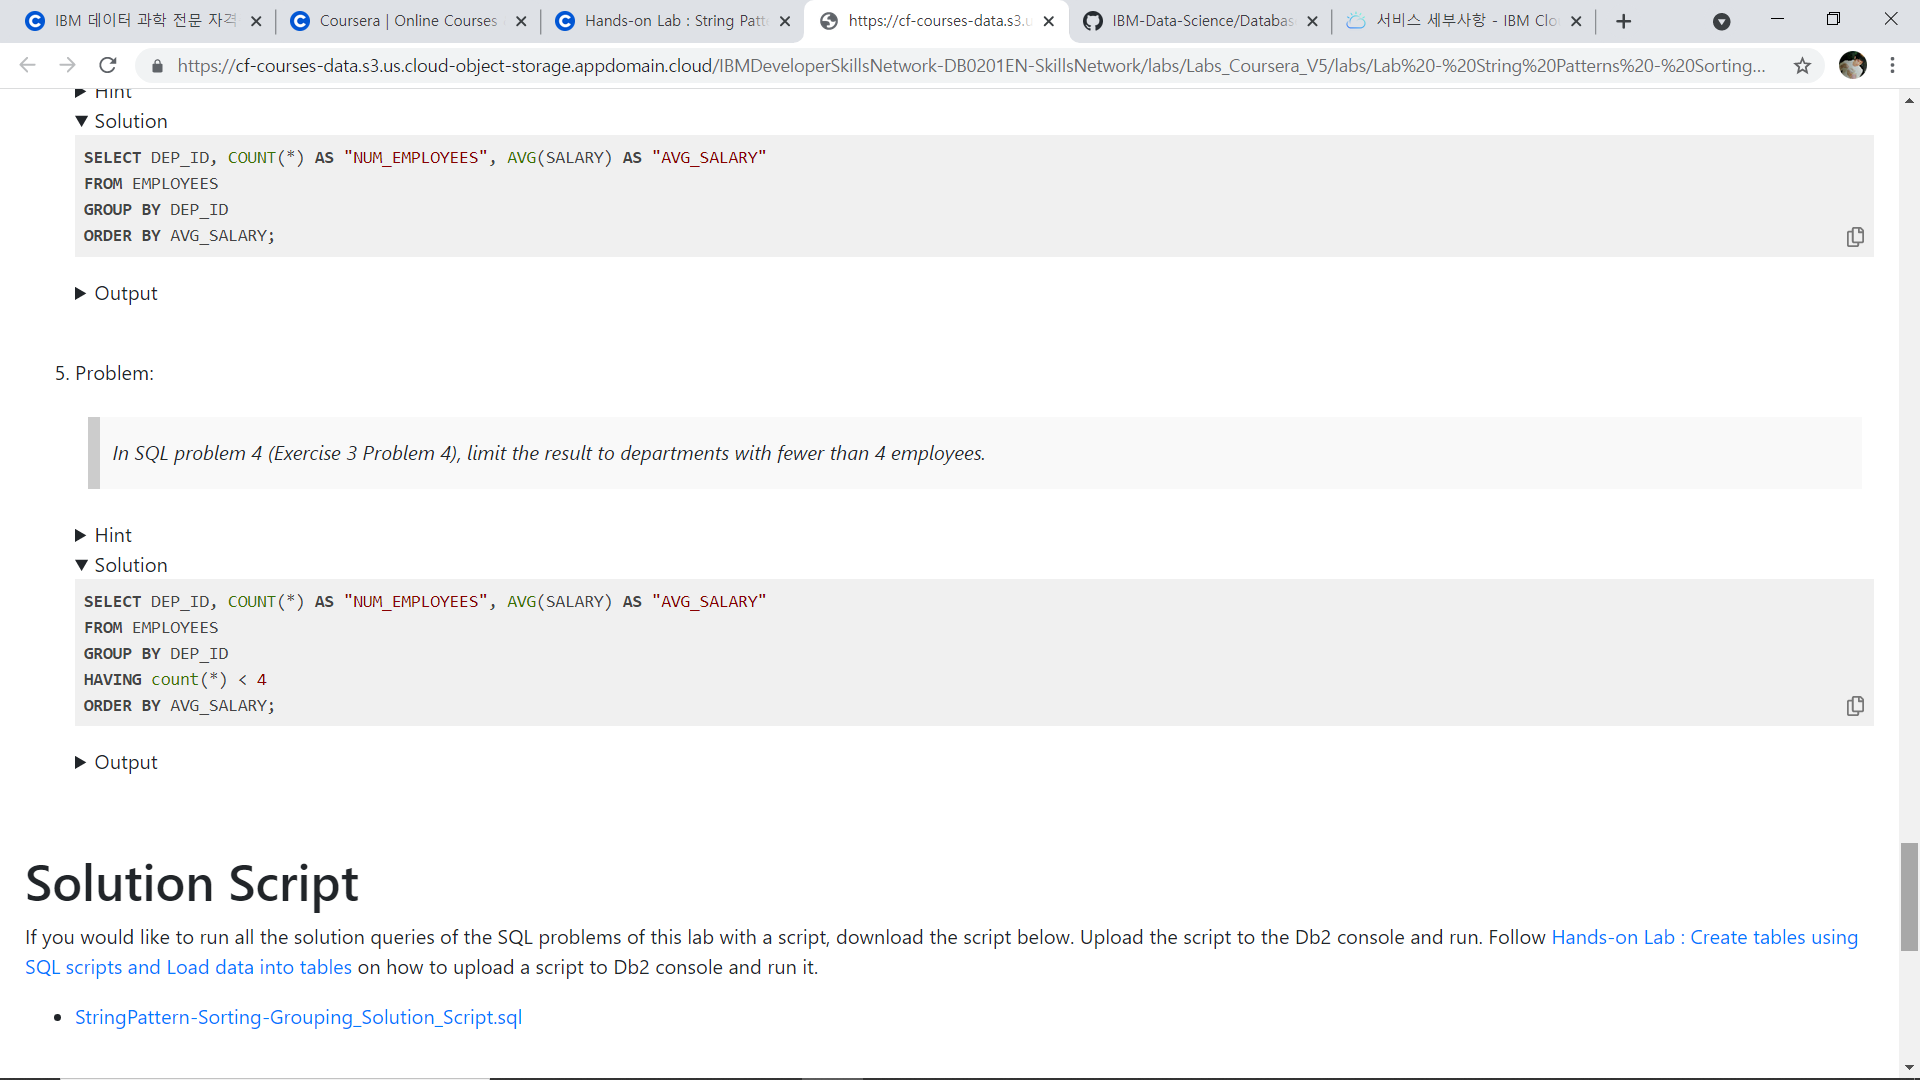 IBM 데이터 과학 전문 자격
Coursera | Online Courses
Hands-on Lab : String Patt
https://cf-courses-data.s3.u
IBM-Data-Science/Databas
서비스 세부사항 - IBM Clo
https://cf-courses-data.s3.us.cloud-object-storage.appdomain.cloud/IBMDeveloperSkillsNetwork-DB0201EN-SkillsNetwork/labs/Labs_Coursera_V5/labs/Lab%20-%20String%20Patterns%20-%20Sorting...
Hint
Solution
SELECT DEP_ID, COUNT(*) AS "NUM_EMPLOYEES", AVG(SALARY) AS "AVG_SALARY"
FROM EMPLOYEES
GROUP BY DEP_ID
ORDER BY AVG_SALARY;
Output
5. Problem:
In SQL problem 4 (Exercise 3 Problem 4), limit the result to departments with fewer than 4 employees.
Hint
Solution
SELECT DEP_ID, COUNT(*) AS "NUM_EMPLOYEES", AVG(SALARY) AS "AVG_SALARY"
FROM EMPLOYEES
GROUP BY DEP_ID
HAVING count(*) < 4
ORDER BY AVG_SALARY;
Output
Solution Script
If you would like to run all the solution queries of the SQL problems of this lab with a script, download the script below. Upload the script to the Db2 console and run. Follow Hands-on Lab : Create tables using
SQL scripts and Load data into tables on how to upload a script to Db2 console and run it.
• StringPattern-Sorting-Grouping_Solution_Script.sql